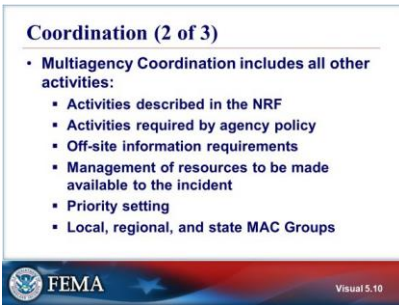 Coordination (2 of 3)
• Multiagency Coordination includes all other
activities:
▪ Activities described in the NRF
▪ Activities required by agency policy
▪ Off-site information requirements
▪ Management of resources to be made
available to the incident
▪ Priority setting
▪ Local, regional, and state MAC Groups
FEMA
Visual 5.10